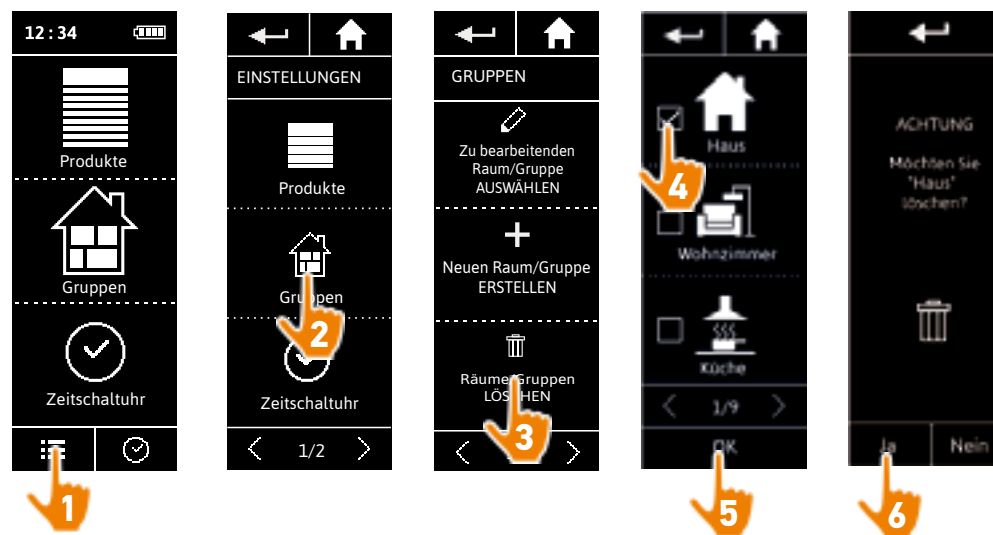 12:34
Produkte
Gruppen
Zeitschaltuhr
1
EINSTELLUNGEN
Produkte
Gruppen
2
Zeitschaltuhr
1/2
GRUPPEN
Zu bearbeitenden
Raum/Gruppe
AUSWÄHLEN
Neuen Raum/Gruppe
ERSTELLEN
Räume/Gruppen
LÖSCHEN
3
Haus
4
Wohnzimmer
Küche
1/9
OK
5
ACHTUNG
Möchten Sie
"Haus"
löschen?
Ja
Nein
6